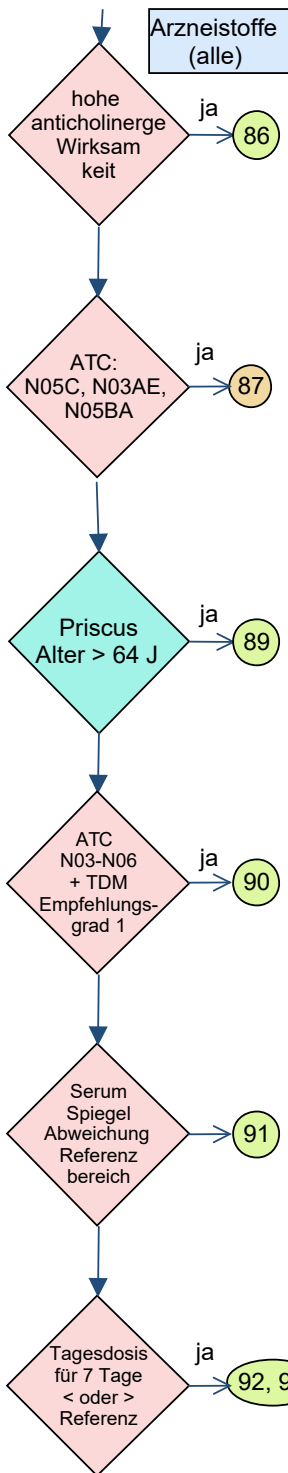 Arzneistoffe
(alle)
hohe
anticholinerge
Wirksam
keit
ja
86
ATC:
N05C, N03AE,
N05BA
ja
87
Priscus
Alter > 64 J
ja
89
ATC
N03-N06
+ TDM
Empfehlungs-
grad 1
ja
90
Serum
Spiegel
Abweichung
Referenz
bereich
91
Tagesdosis
für 7 Tage
< oder >
Referenz
ja
92, 9